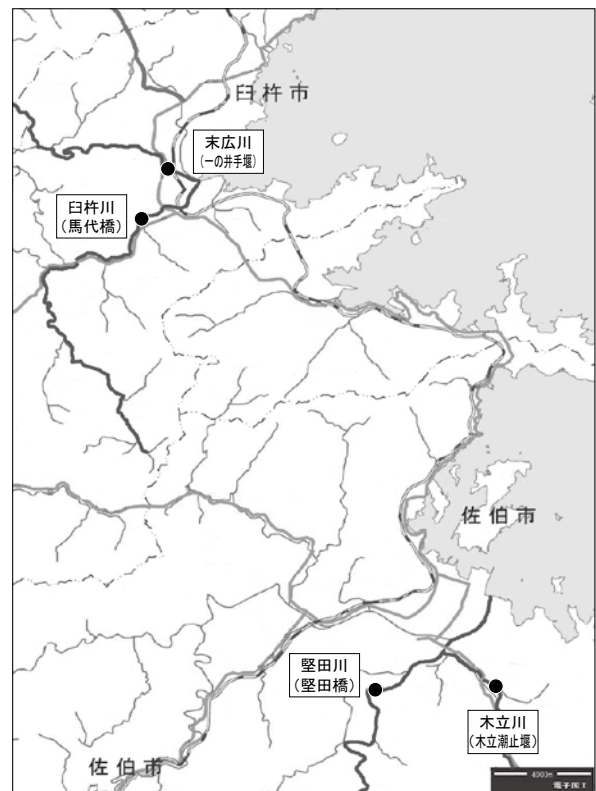 臼杵市
末広川
(一の井手堰)
臼杵川
(馬代橋)
佐伯市
堅田川
(堅田橋)
木立川
(木立潮止堰)
佐伯市
4000m